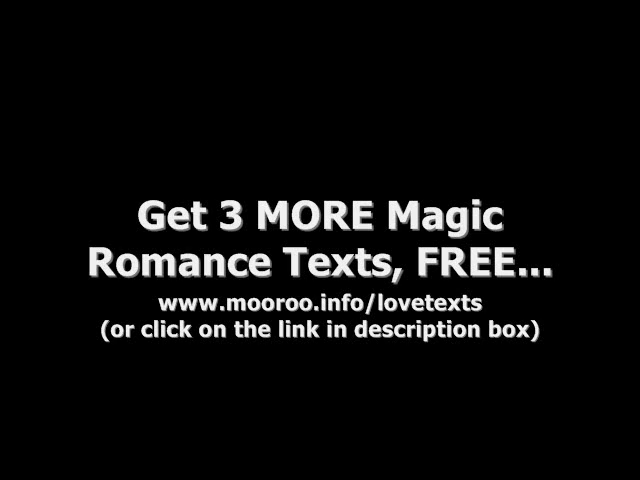 Get 3 MORE Magic
Romance Texts, FREE...
www.mooroo.info/lovetexts
(or click on the link in description box)